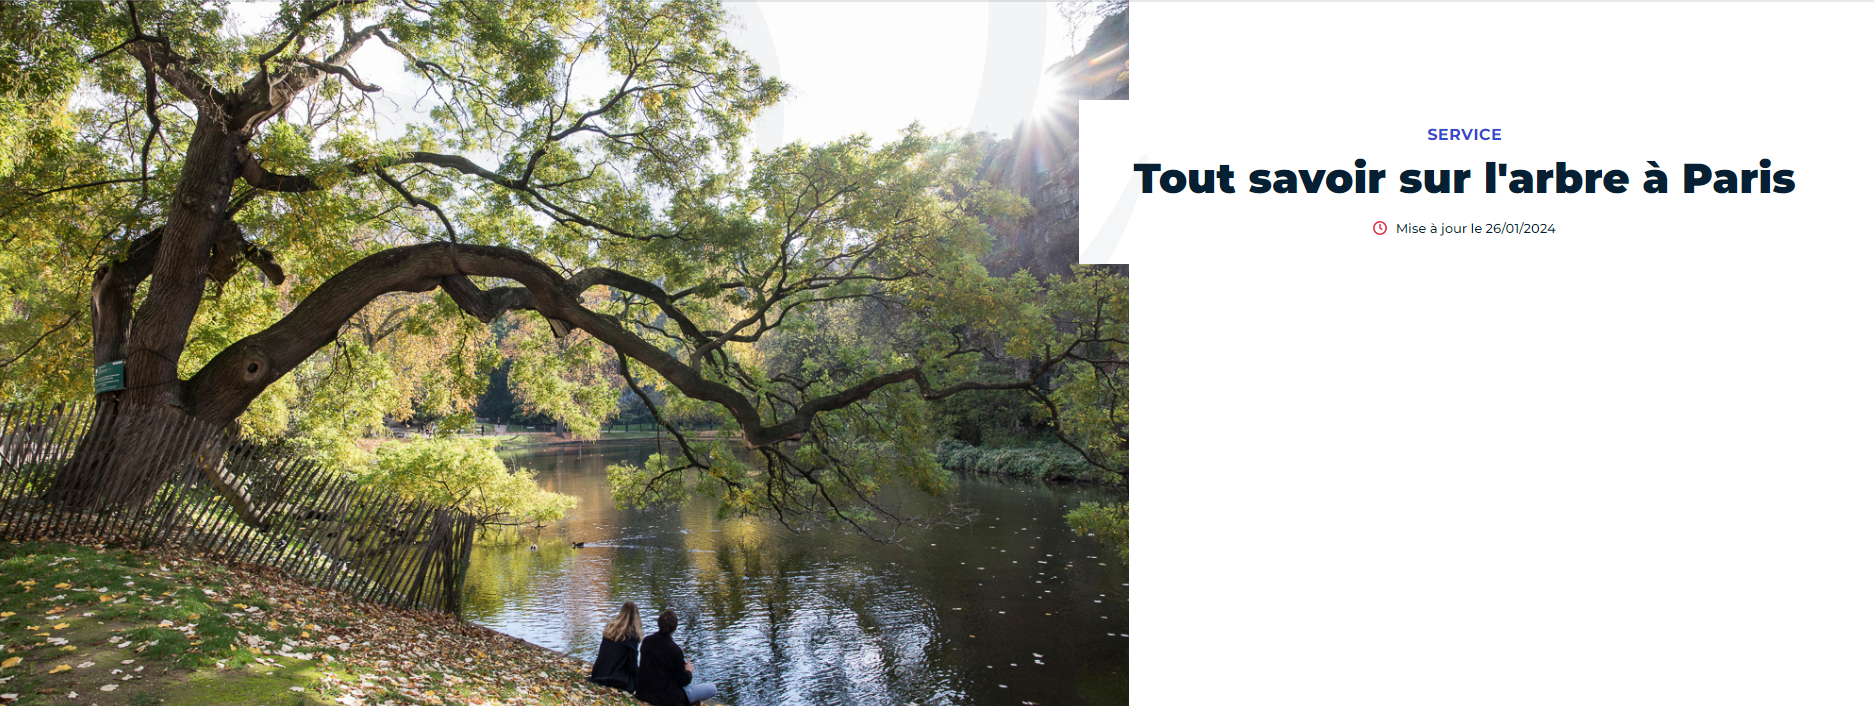 SERVICE
Tout savoir sur l'arbre à Paris
Mise à jour le 26/01/2024